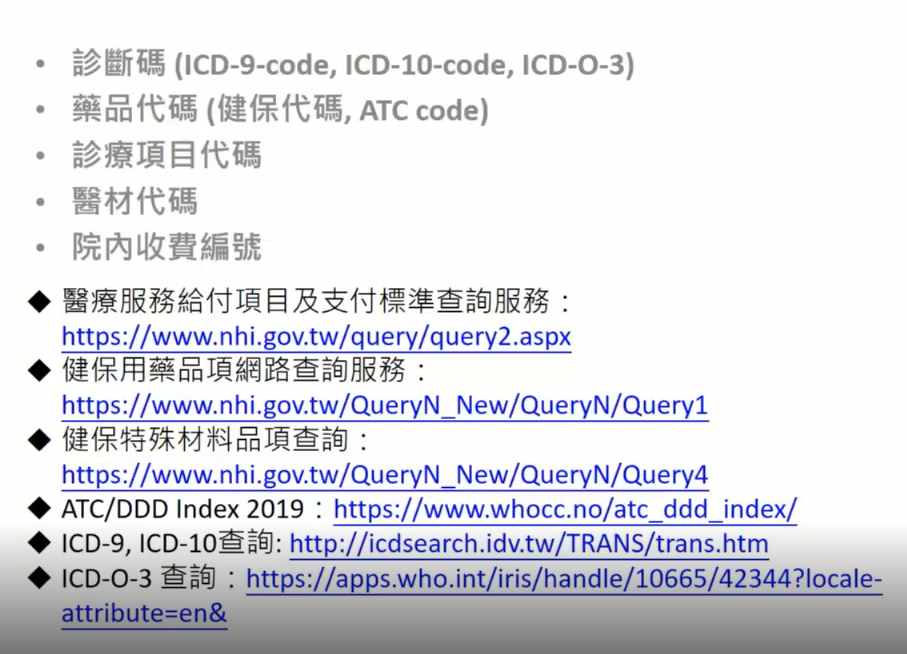 • 診斷碼 (ICD-9-code, ICD-10-code, ICD-O-3)
• 藥品代碼 (健保代碼, ATC code)
• 診療項目代碼
• 醫材代碼
• 院內收費編號
◆ 醫療服務給付項目及支付標準查詢服務：
https://www.nhi.gov.tw/query/query2.aspx
◆ 健保用藥品項網路查詢服務：
https://www.nhi.gov.tw/QueryN_New/QueryN/Query1
◆ 健保特殊材料品項查詢：
https://www.nhi.gov.tw/QueryN_New/QueryN/Query4
◆ ATC/DDD Index 2019：https://www.whocc.no/atc_ddd_index/
◆ ICD-9, ICD-10查詢: http://icdsearch.idv.tw/TRANS/trans.htm
◆ ICD-O-3 查詢：https://apps.who.int/iris/handle/10665/42344?locale-
attribute=en&